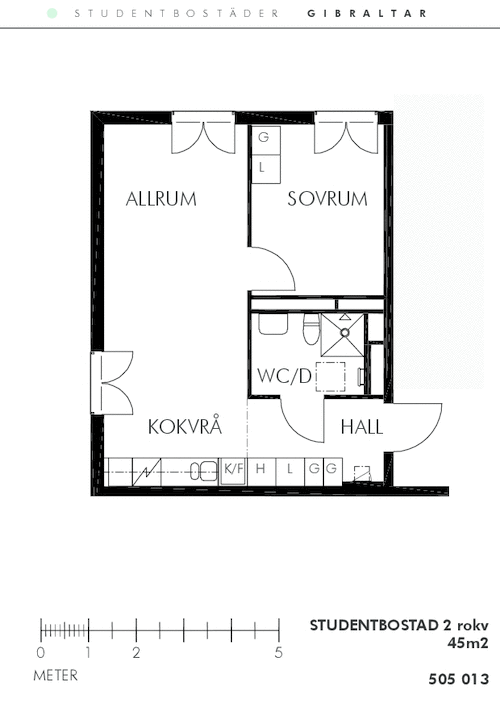 STUDENTBOSTÄDER GIBRALTAR
G
L
ALLRUM SOVRUM
WC/D
KOKVRÅ HALL
K/F H L G G
0 1 2 5
METER
STUDENTBOSTAD 2 rokv
45m2
505 013